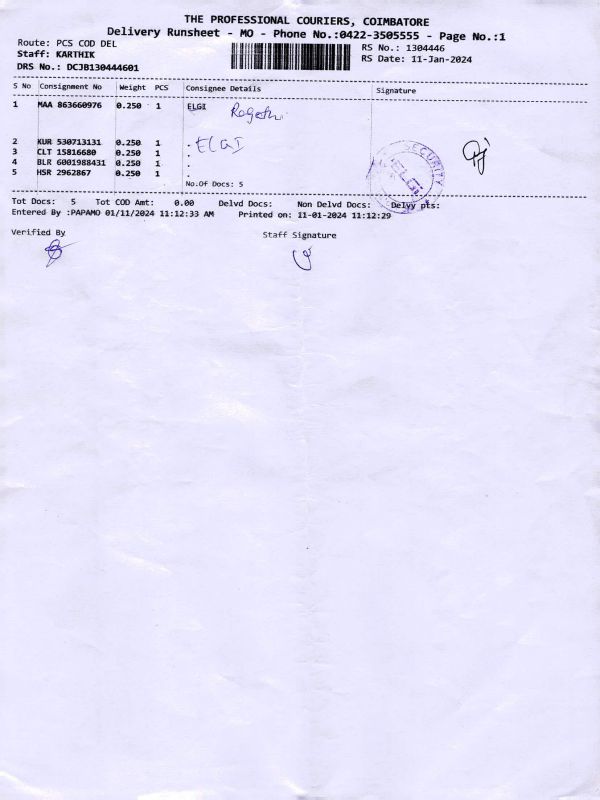 THE PROFESSIONAL COURIERS, COIMBATORE
Delivery Runsheet - MO - Phone No.:0422-3505555 - Page No.:1
Route: PCS COD DEL
Staff: KARTHIK
DRS No.: DCJB130444601
RS No.: 1304446
RS Date: 11-Jan-2024
S No Consignment No Weight PCS Consignee Details Signature
1 MAA 863660976 0.250 1 ELGI
2 KUR 530713131 0.250 1 . ELGI
3 CLT 15816680 0.250 1 .
4 BLR 6001988431 0.250 1 .
5 HSR 2962867 0.250 1 .
No.Of Docs: 5
SECURITY
ELGI
Tot Docs: 5 Tot COD Amt: 0.00 Delvd Docs: Non Delvd Docs: Delvy pts:
Entered By :PAPAMO 01/11/2024 11:12:33 AM Printed on: 11-01-2024 11:12:29
Verified By Staff Signature